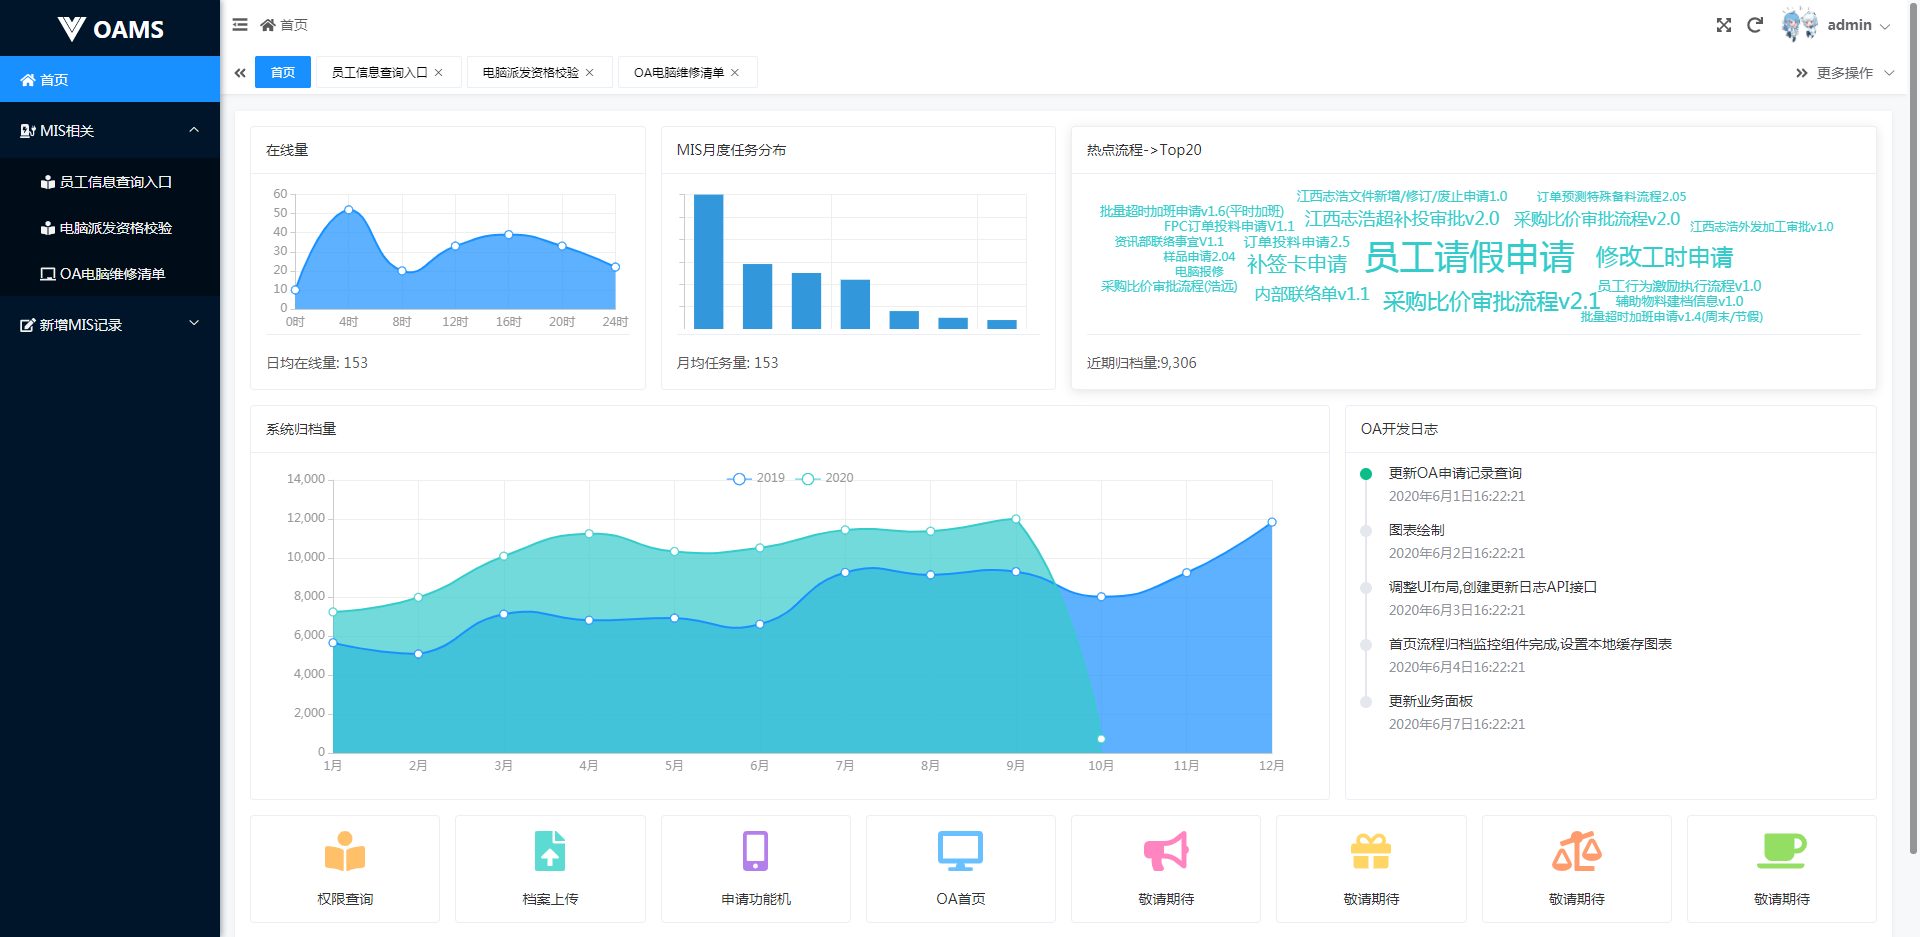 OAMS
首页
MIS相关
员工信息查询入口
电脑派发资格校验
OA电脑维修清单
新增MIS记录
首页
admin
首页
员工信息查询入口
电脑派发资格校验
OA电脑维修清单
更多操作
在线量
60
50
40
30
20
10
0
0时 4时 8时 12时 16时 20时 24时
日均在线量: 153
MIS月度任务分布
月均任务量: 153
热点流程->Top20
江西志浩文件新增/修订/废止申请1.0
订单预测特殊备料流程2.05
批量超时加班申请v1.6(平时加班)
江西志浩超补投审批v2.0
采购比价审批流程v2.0
FPC订单投料申请V1.1
江西志浩外发加工审批v1.0
资讯部联络事宜V1.1
订单投料申请2.5
员工请假申请
修改工时申请
样品申请2.04
补签卡申请
电脑报修
采购比价审批流程(浩远)
内部联络单v1.1
采购比价审批流程v2.1
员工行为激励执行流程v1.0
辅助物料建档信息v1.0
批量超时加班申请v1.4(周末/节假)
近期归档量:9,306
系统归档量
2019 2020
14,000
12,000
10,000
8,000
6,000
4,000
2,000
0
1月 2月 3月 4月 5月 6月 7月 8月 9月 10月 11月 12月
OA开发日志
更新OA申请记录查询
2020年6月1日16:22:21
图表绘制
2020年6月2日16:22:21
调整UI布局,创建更新日志API接口
2020年6月3日16:22:21
首页流程归档监控组件完成,设置本地缓存图表
2020年6月4日16:22:21
更新业务面板
2020年6月7日16:22:21
权限查询
档案上传
申请功能机
OA首页
敬请期待
敬请期待
敬请期待
敬请期待